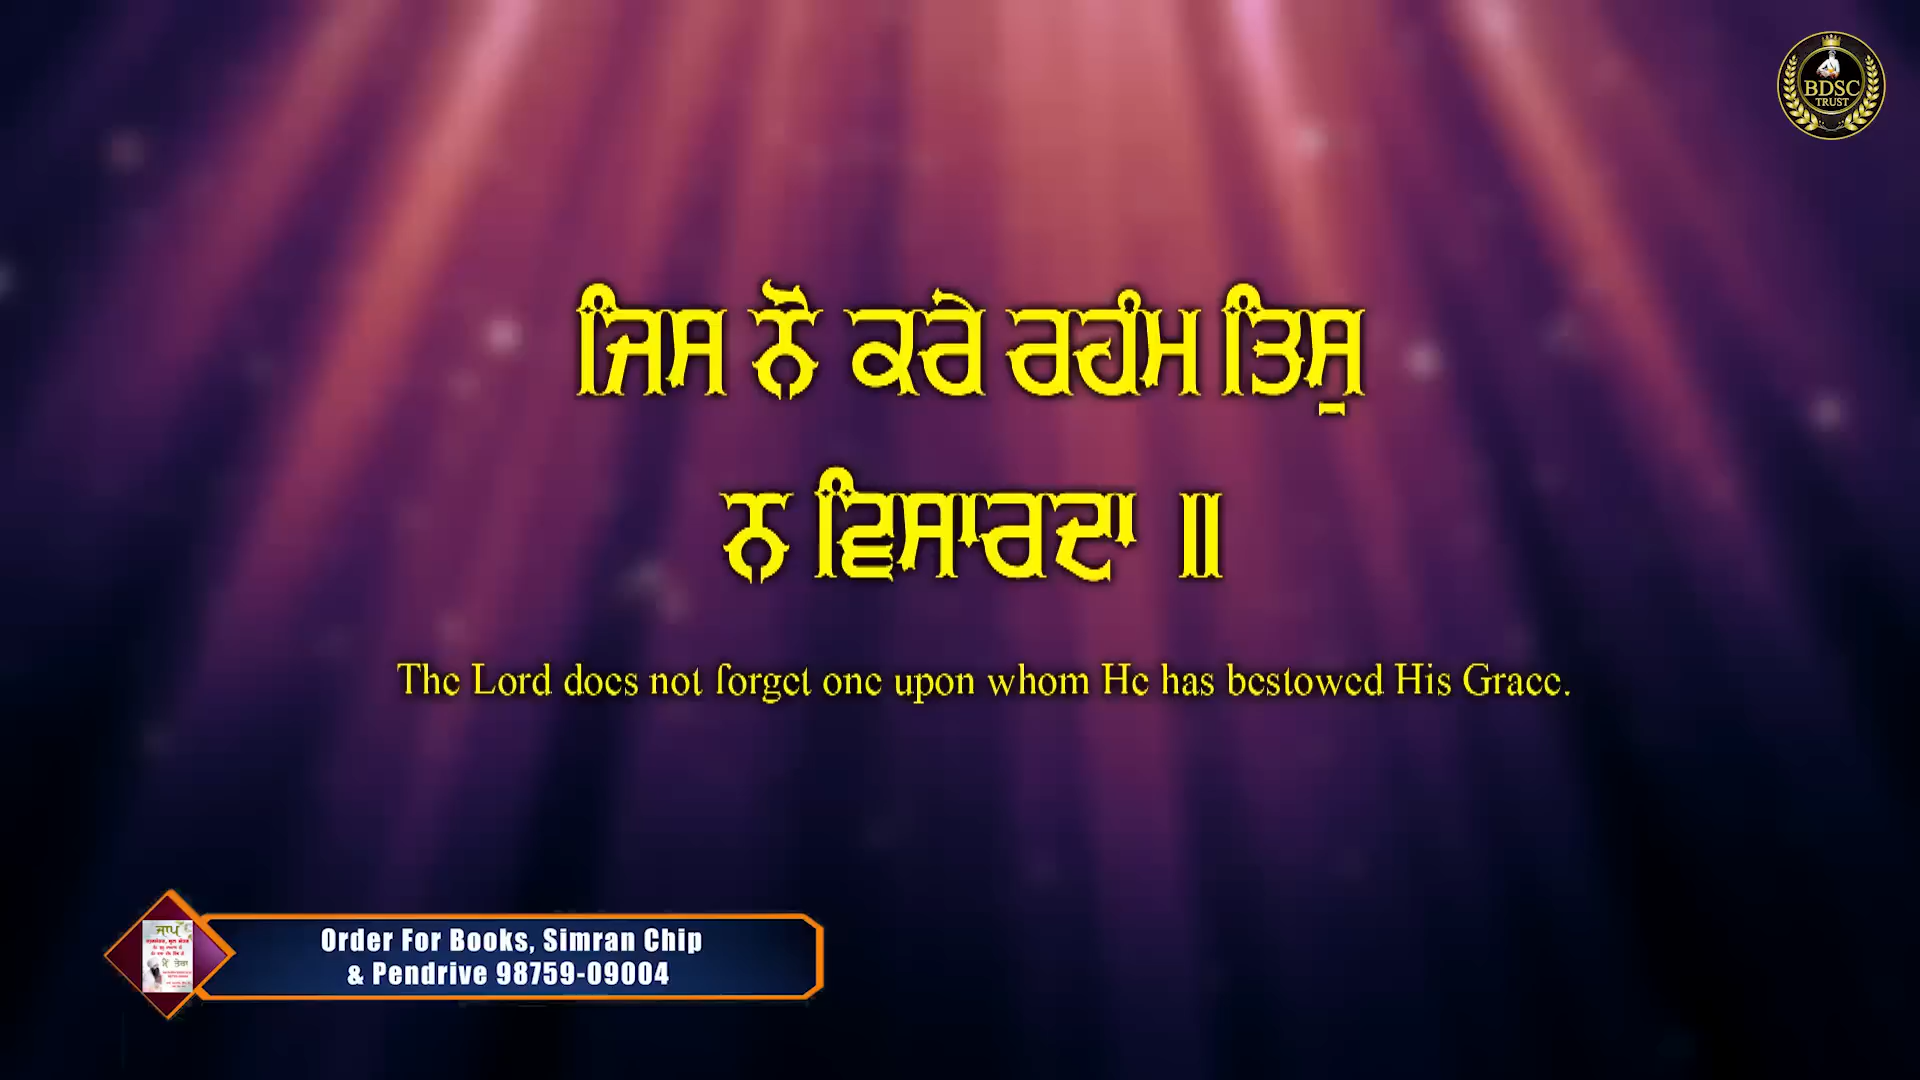 BDSC
TRUST
ਜਿਸ ਨੋ ਕਰੇ ਰਹੰਮ ਤਿਸੁ
ਨ ਵਿਸਾਰਦਾ ॥
The Lord does not forget one upon whom He has bestowed His Grace.
ਜਾਪੁ
Order For Books, Simran Chip
& Pendrive 98759-09004